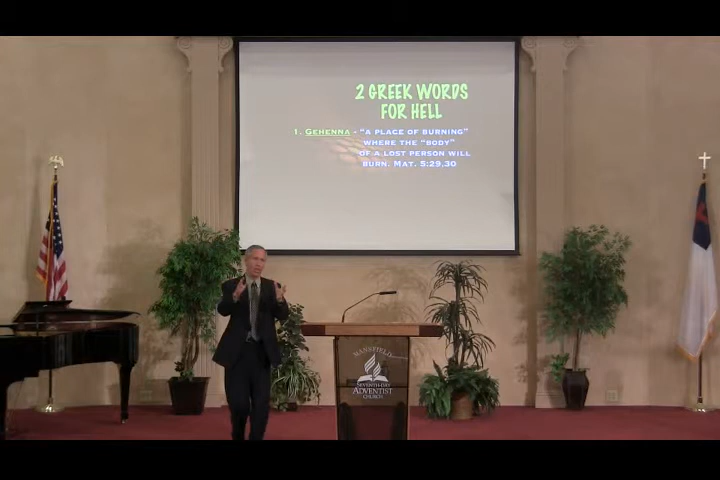 2 GREEK WORDS
FOR HELL
1. GEHENNA - "A PLACE OF BURNING"
WHERE THE "BODY"
OF A LOST PERSON WILL
BURN. MAT. 5:29,30
MANSFIELD
SEVENTH-DAY
ADVENTIST
CHURCH